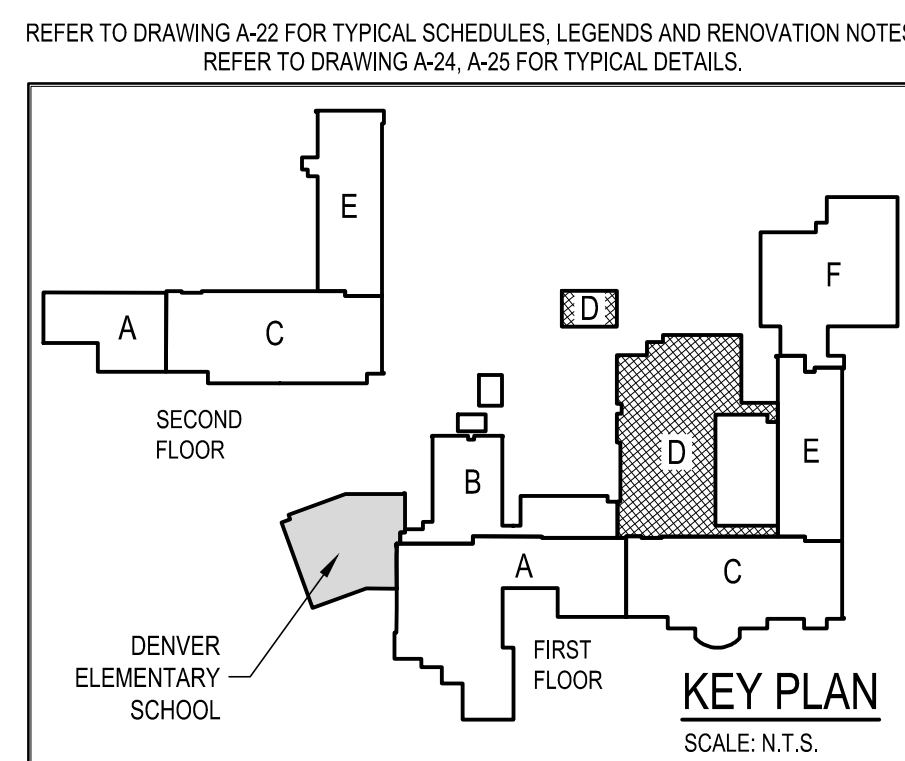 REFER TO DRAWING A-22 FOR TYPICAL SCHEDULES, LEGENDS AND RENOVATION NOTES
REFER TO DRAWING A-24, A-25 FOR TYPICAL DETAILS.
E
A
C
SECOND
FLOOR
F
D
D
E
B
A
C
DENVER
ELEMENTARY
SCHOOL
FIRST
FLOOR
KEY PLAN
SCALE: N.T.S.